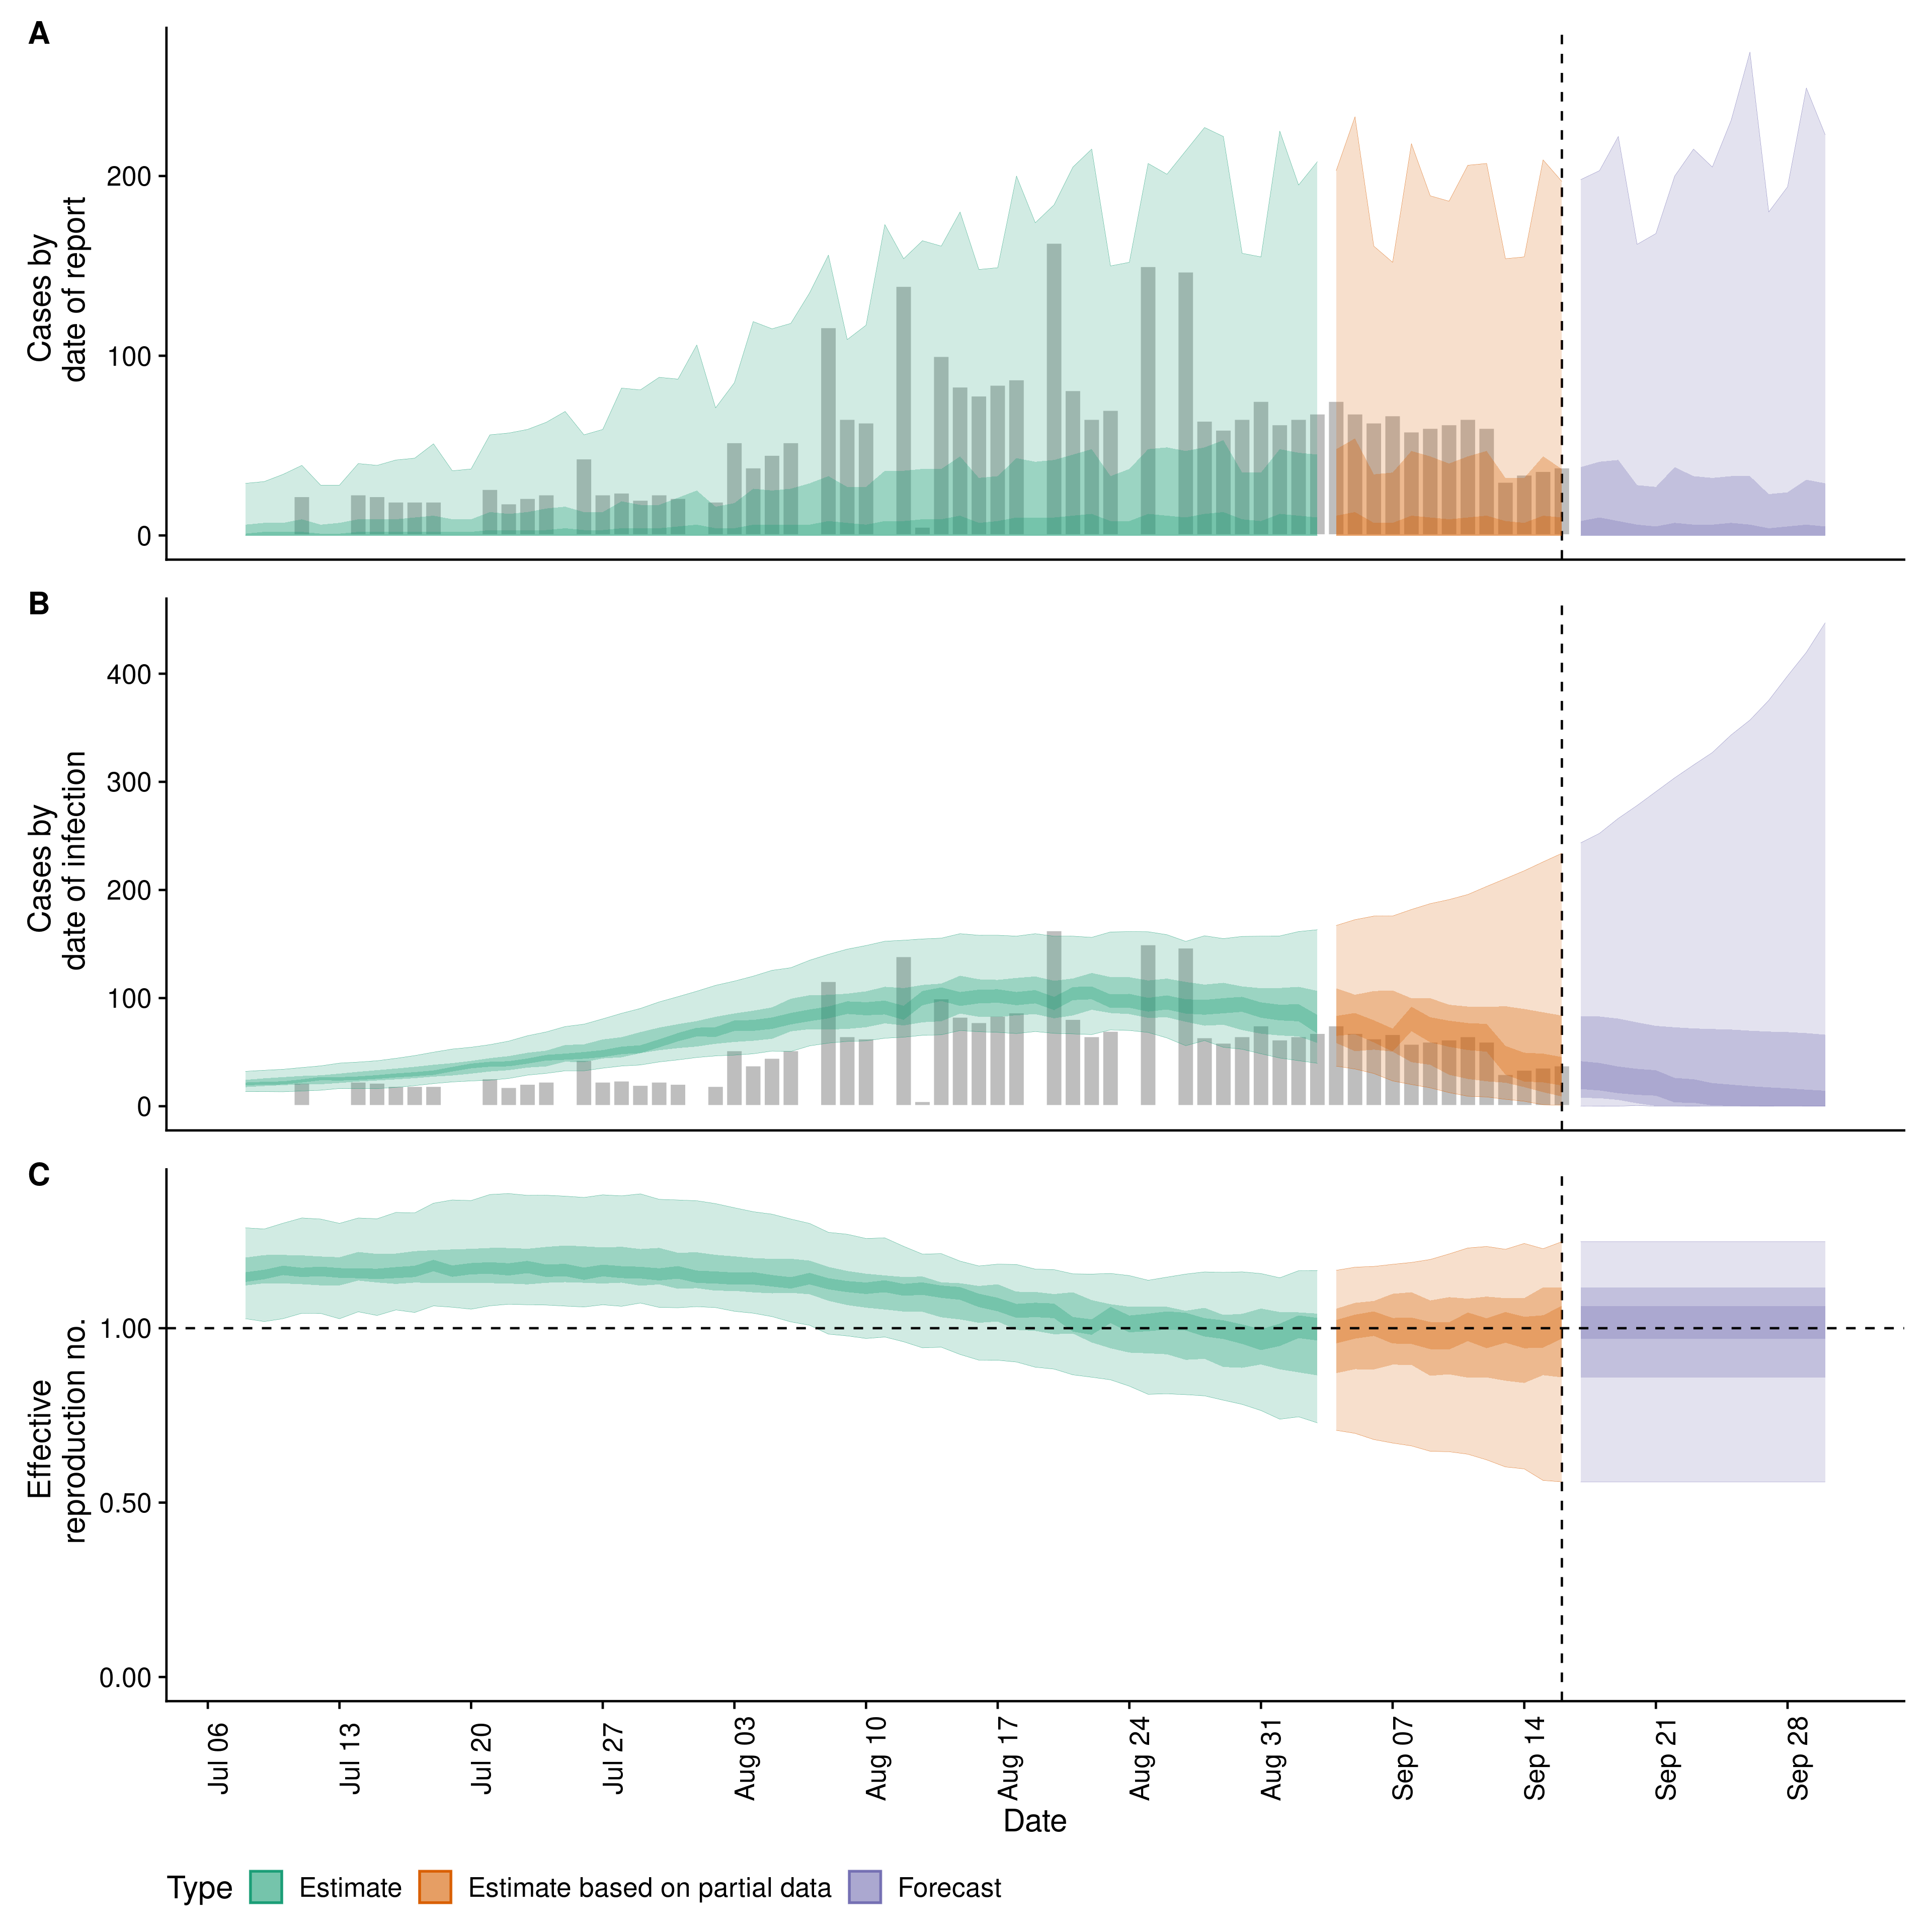 A
Cases by
date of report
200
100
0
B
Cases by
date of infection
400
300
200
100
0
C
Effective
reproduction no.
1.00
0.50
0.00
Jul 06
Jul 13
Jul 20
Jul 27
Aug 03
Aug 10
Aug 17
Aug 24
Aug 31
Sep 07
Sep 14
Sep 21
Sep 28
Date
Type Estimate Estimate based on partial data Forecast